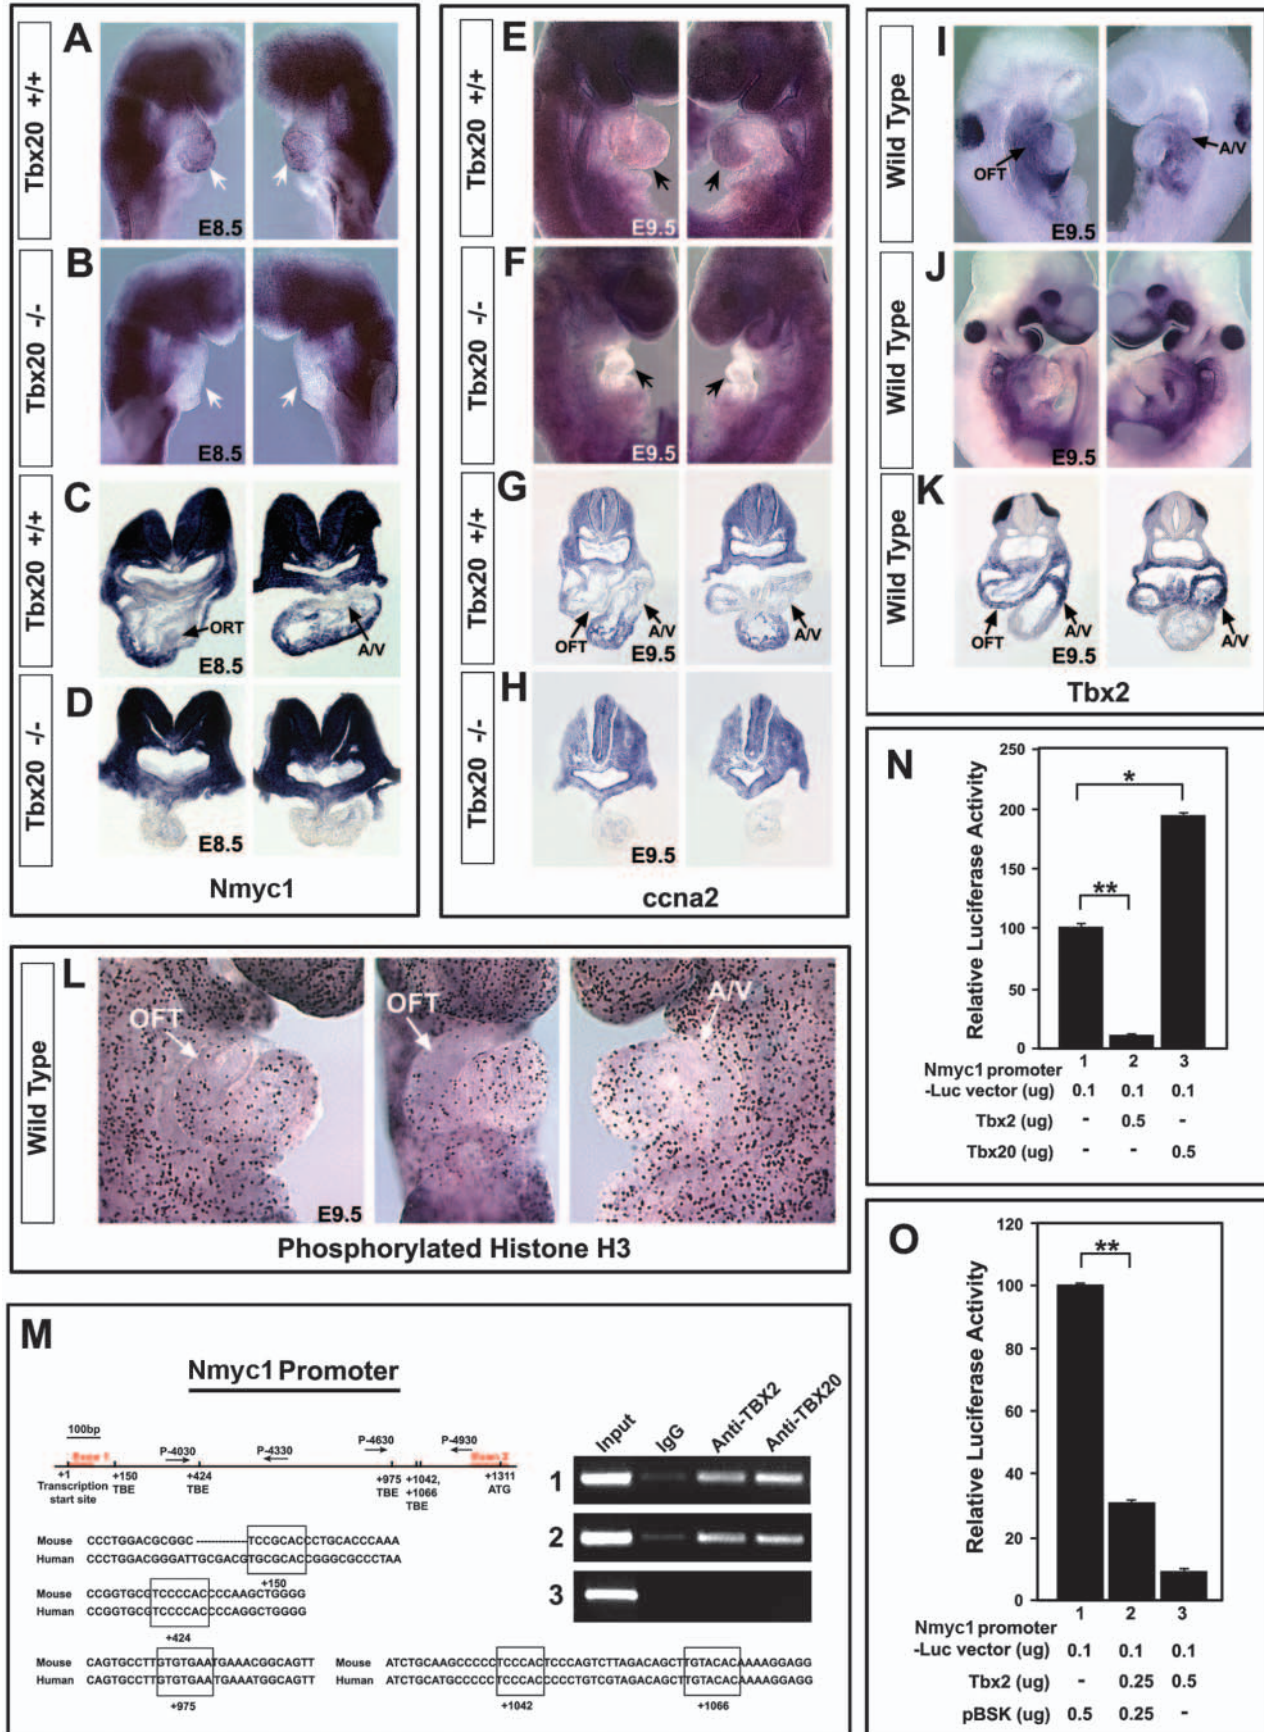 A
Tbx20 +/+
E8.5
B
Tbx20 -/-
E8.5
C
Tbx20 +/+
ORT
A/V
E8.5
D
Tbx20 -/-
E8.5
Nmyc1
E
Tbx20 +/+
E9.5
F
Tbx20 -/-
E9.5
G
Tbx20 +/+
OFT
A/V
A/V
E9.5
H
Tbx20 -/-
E9.5
ccna2
I
Wild Type
OFT
A/V
E9.5
J
Wild Type
E9.5
K
Wild Type
OFT
A/V
A/V
E9.5
Tbx2
L
Wild Type
OFT
OFT
A/V
E9.5
Phosphorylated Histone H3
M
Nmyc1 Promoter
100bp
P-4030
P-4330
P-4630
P-4930
+1
Transcription
start site
+150
TBE
+424
TBE
+975
TBE
+1042,
+1066
TBE
+1311
ATG
Mouse CCCTGGACGCGGC --------------TCCGCACCCTGCACCCAAA
Human CCCTGGACGGGATTGCGACGTGCGCACCGGGCGCCCTAA
+150
Mouse CCGGTGCGTCCCCACCCCAAGCTGGGG
Human CCGGTGCGTCCCCACCCCAGGCTGGGG
+424
Mouse CAGTGCCTTGTGTGAATGAAACGGCAGTT
Human CAGTGCCTTGTGTGAATGAAATGGCAGTT
+975
Mouse ATCTGCAAGCCCCCTCCCACTCCCAGTCTTAGACAGCTTGTACACAAAAGGAGG
Human ATCTGCATGCCCCCTCCCACCCCCTGTCGTAGACAGCTTGTACACAAAAGGAGG
+1042
+1066
Input
IgG
Anti-TBX2
Anti-TBX20
1
2
3
N
Relative Luciferase Activity
250
200
150
100
50
0
*
**
1 2 3
Nmyc1 promoter
-Luc vector (ug) 0.1 0.1 0.1
Tbx2 (ug) - 0.5 -
Tbx20 (ug) - - 0.5
O
Relative Luciferase Activity
120
100
80
60
40
20
0
**
1 2 3
Nmyc1 promoter
-Luc vector (ug) 0.1 0.1 0.1
Tbx2 (ug) - 0.25 0.5
pBSK (ug) 0.5 0.25 -